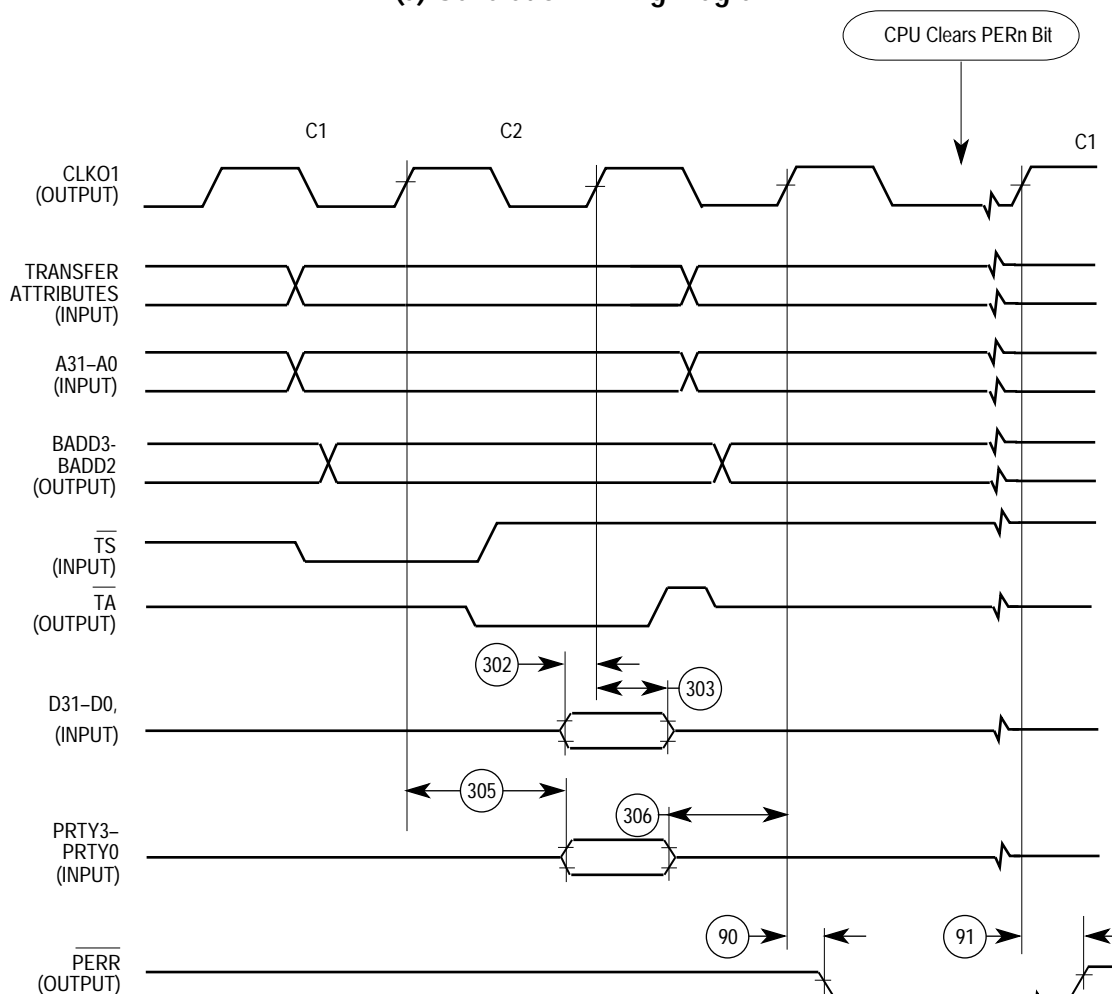 CPU Clears PERn Bit
C1
C2
C1
CLKO1
(OUTPUT)
TRANSFER
ATTRIBUTES
(INPUT)
A31–A0
(INPUT)
BADD3-
BADD2
(OUTPUT)
TS
(INPUT)
TA
(OUTPUT)
302
303
D31–D0,
(INPUT)
305
306
PRTY3–
PRTY0
(INPUT)
90
91
PERR
(OUTPUT)